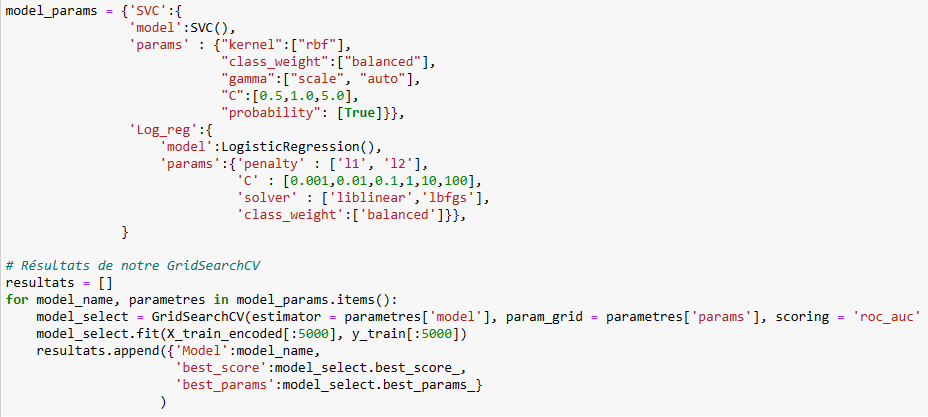 model_params = {'SVC':{
'model':SVC(),
'params' : {"kernel":["rbf"],
"class_weight":["balanced"],
"gamma":["scale", "auto"],
"C":[0.5,1.0,5.0],
"probability": [True]}},
'Log_reg':{
'model':LogisticRegression(),
'params':{'penalty' : ['l1', 'l2'],
'C' : [0.001,0.01,0.1,1,10,100],
'solver' : ['liblinear','lbfgs'],
'class_weight':['balanced']}},
}
# Résultats de notre GridSearchCV
resultats = []
for model_name, parametres in model_params.items():
model_select = GridSearchCV(estimator = parametres['model'], param_grid = parametres['params'], scoring = 'roc_auc'
model_select.fit(X_train_encoded[:5000], y_train[:5000])
resultats.append({'Model':model_name,
'best_score':model_select.best_score_,
'best_params':model_select.best_params_}
)